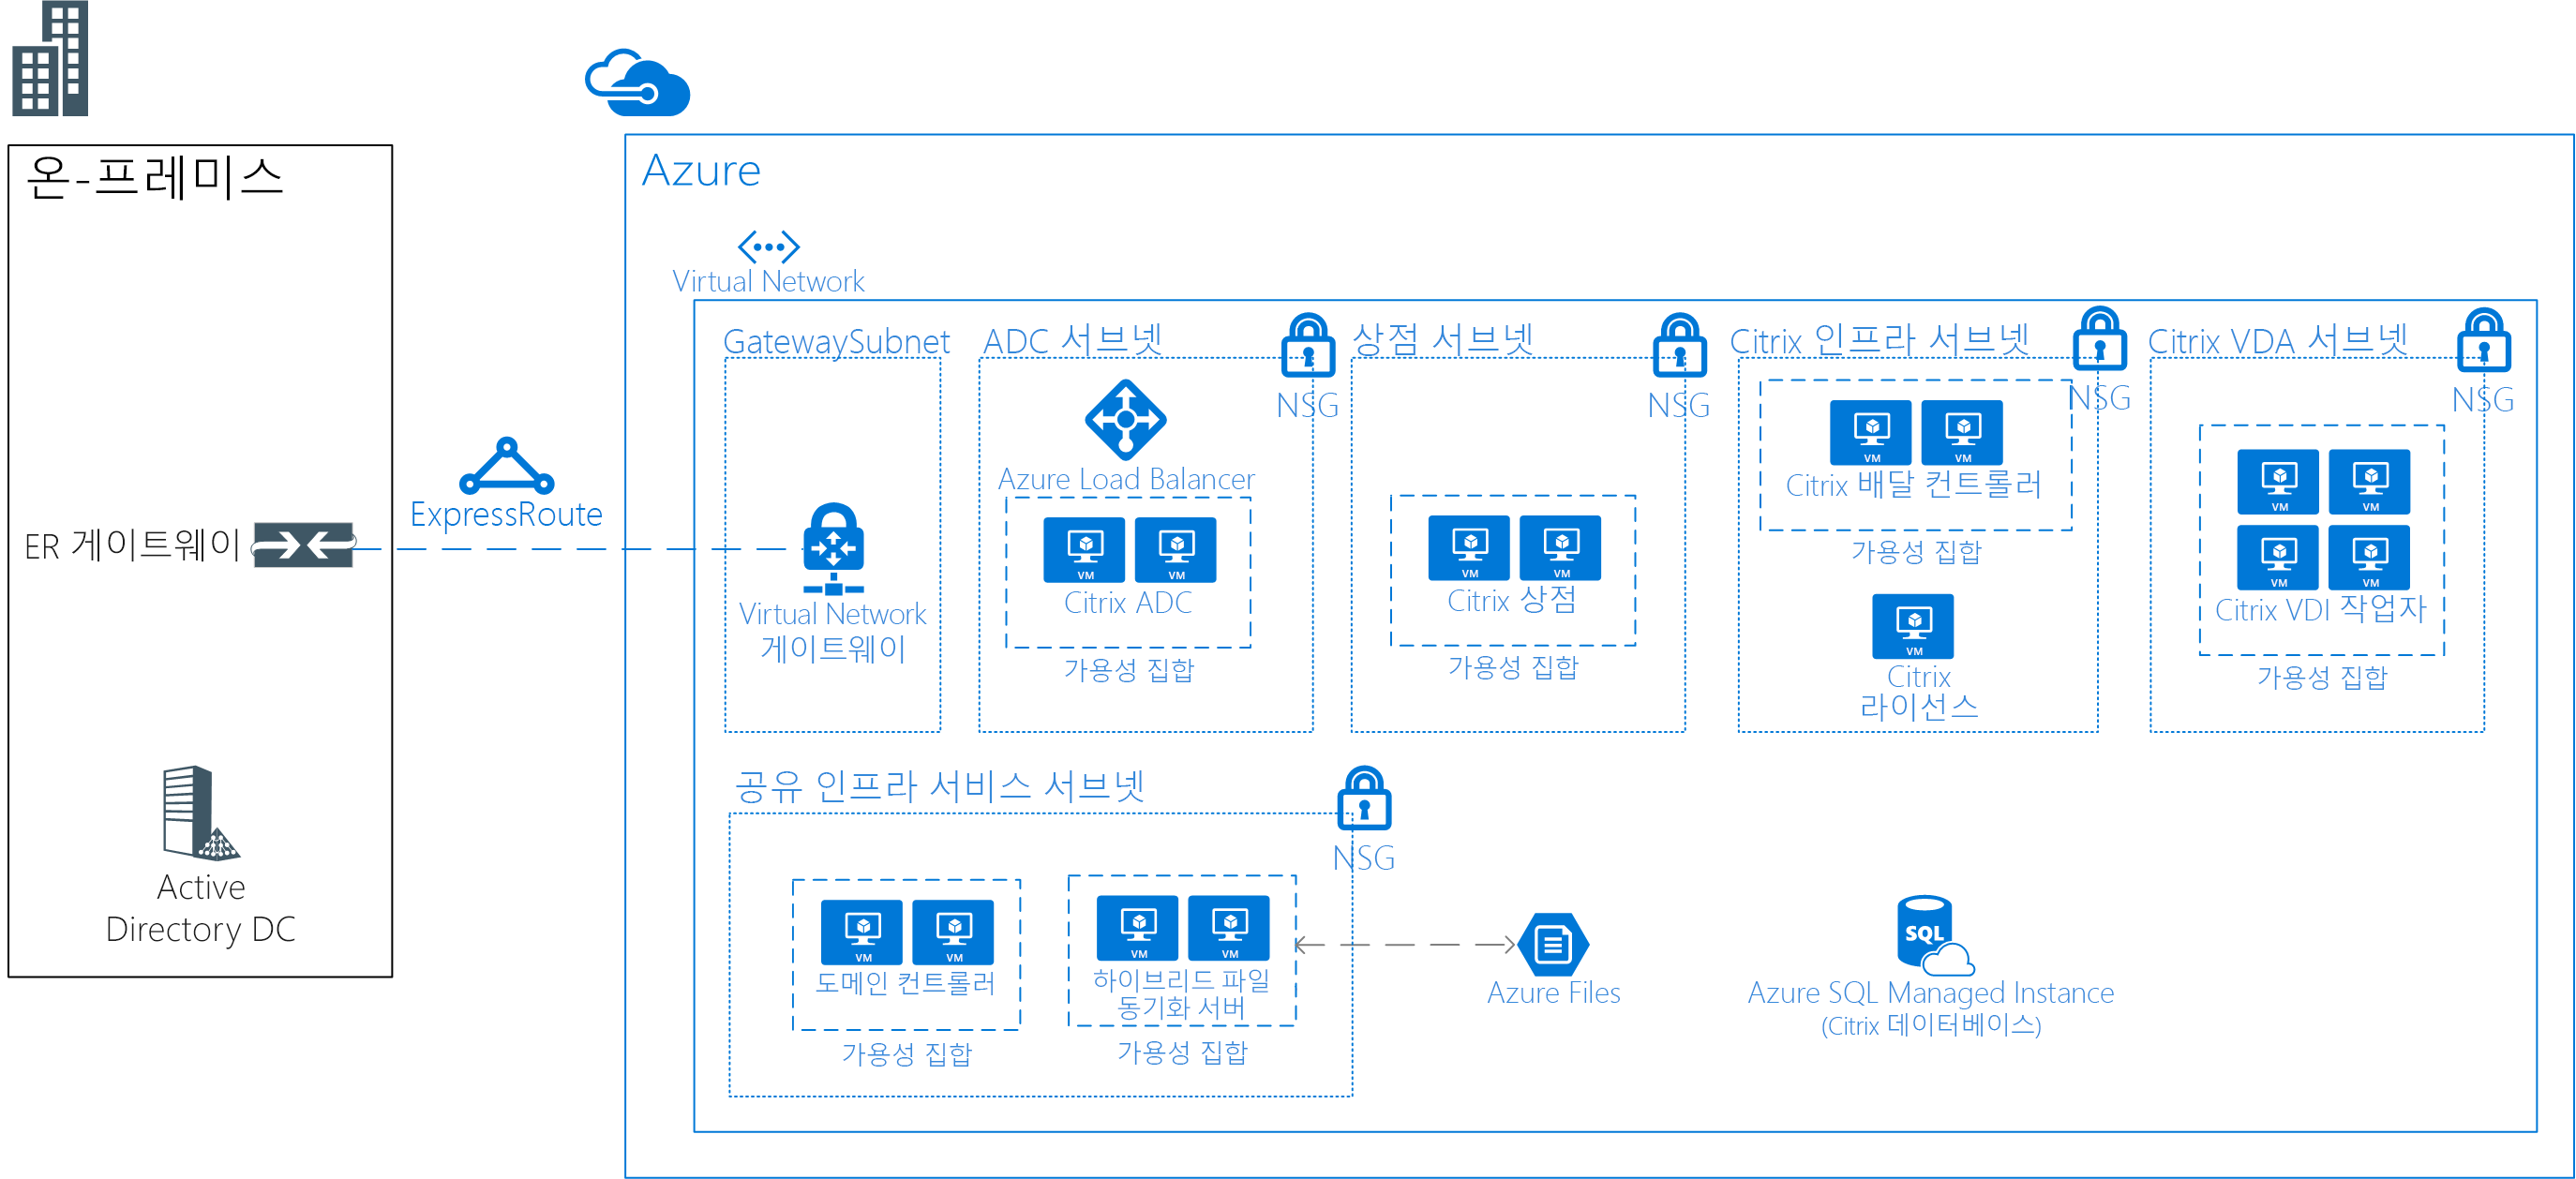 온-프레미스
ER 게이트웨이
Active
Directory DC
ExpressRoute
Azure
Virtual Network
GatewaySubnet
Virtual Network
게이트웨이
ADC 서브넷
NSG
Azure Load Balancer
VM
VM
Citrix ADC
가용성 집합
상점 서브넷
NSG
VM
VM
Citrix 상점
가용성 집합
Citrix 인프라 서브넷
NSG
VM
VM
Citrix 배달 컨트롤러
가용성 집합
VM
Citrix
라이선스
Citrix VDA 서브넷
NSG
VM
VM
VM
VM
Citrix VDI 작업자
가용성 집합
공유 인프라 서비스 서브넷
NSG
VM
VM
도메인 컨트롤러
가용성 집합
VM
VM
하이브리드 파일
동기화 서버
가용성 집합
Azure Files
SQL
Azure SQL Managed Instance
(Citrix 데이터베이스)